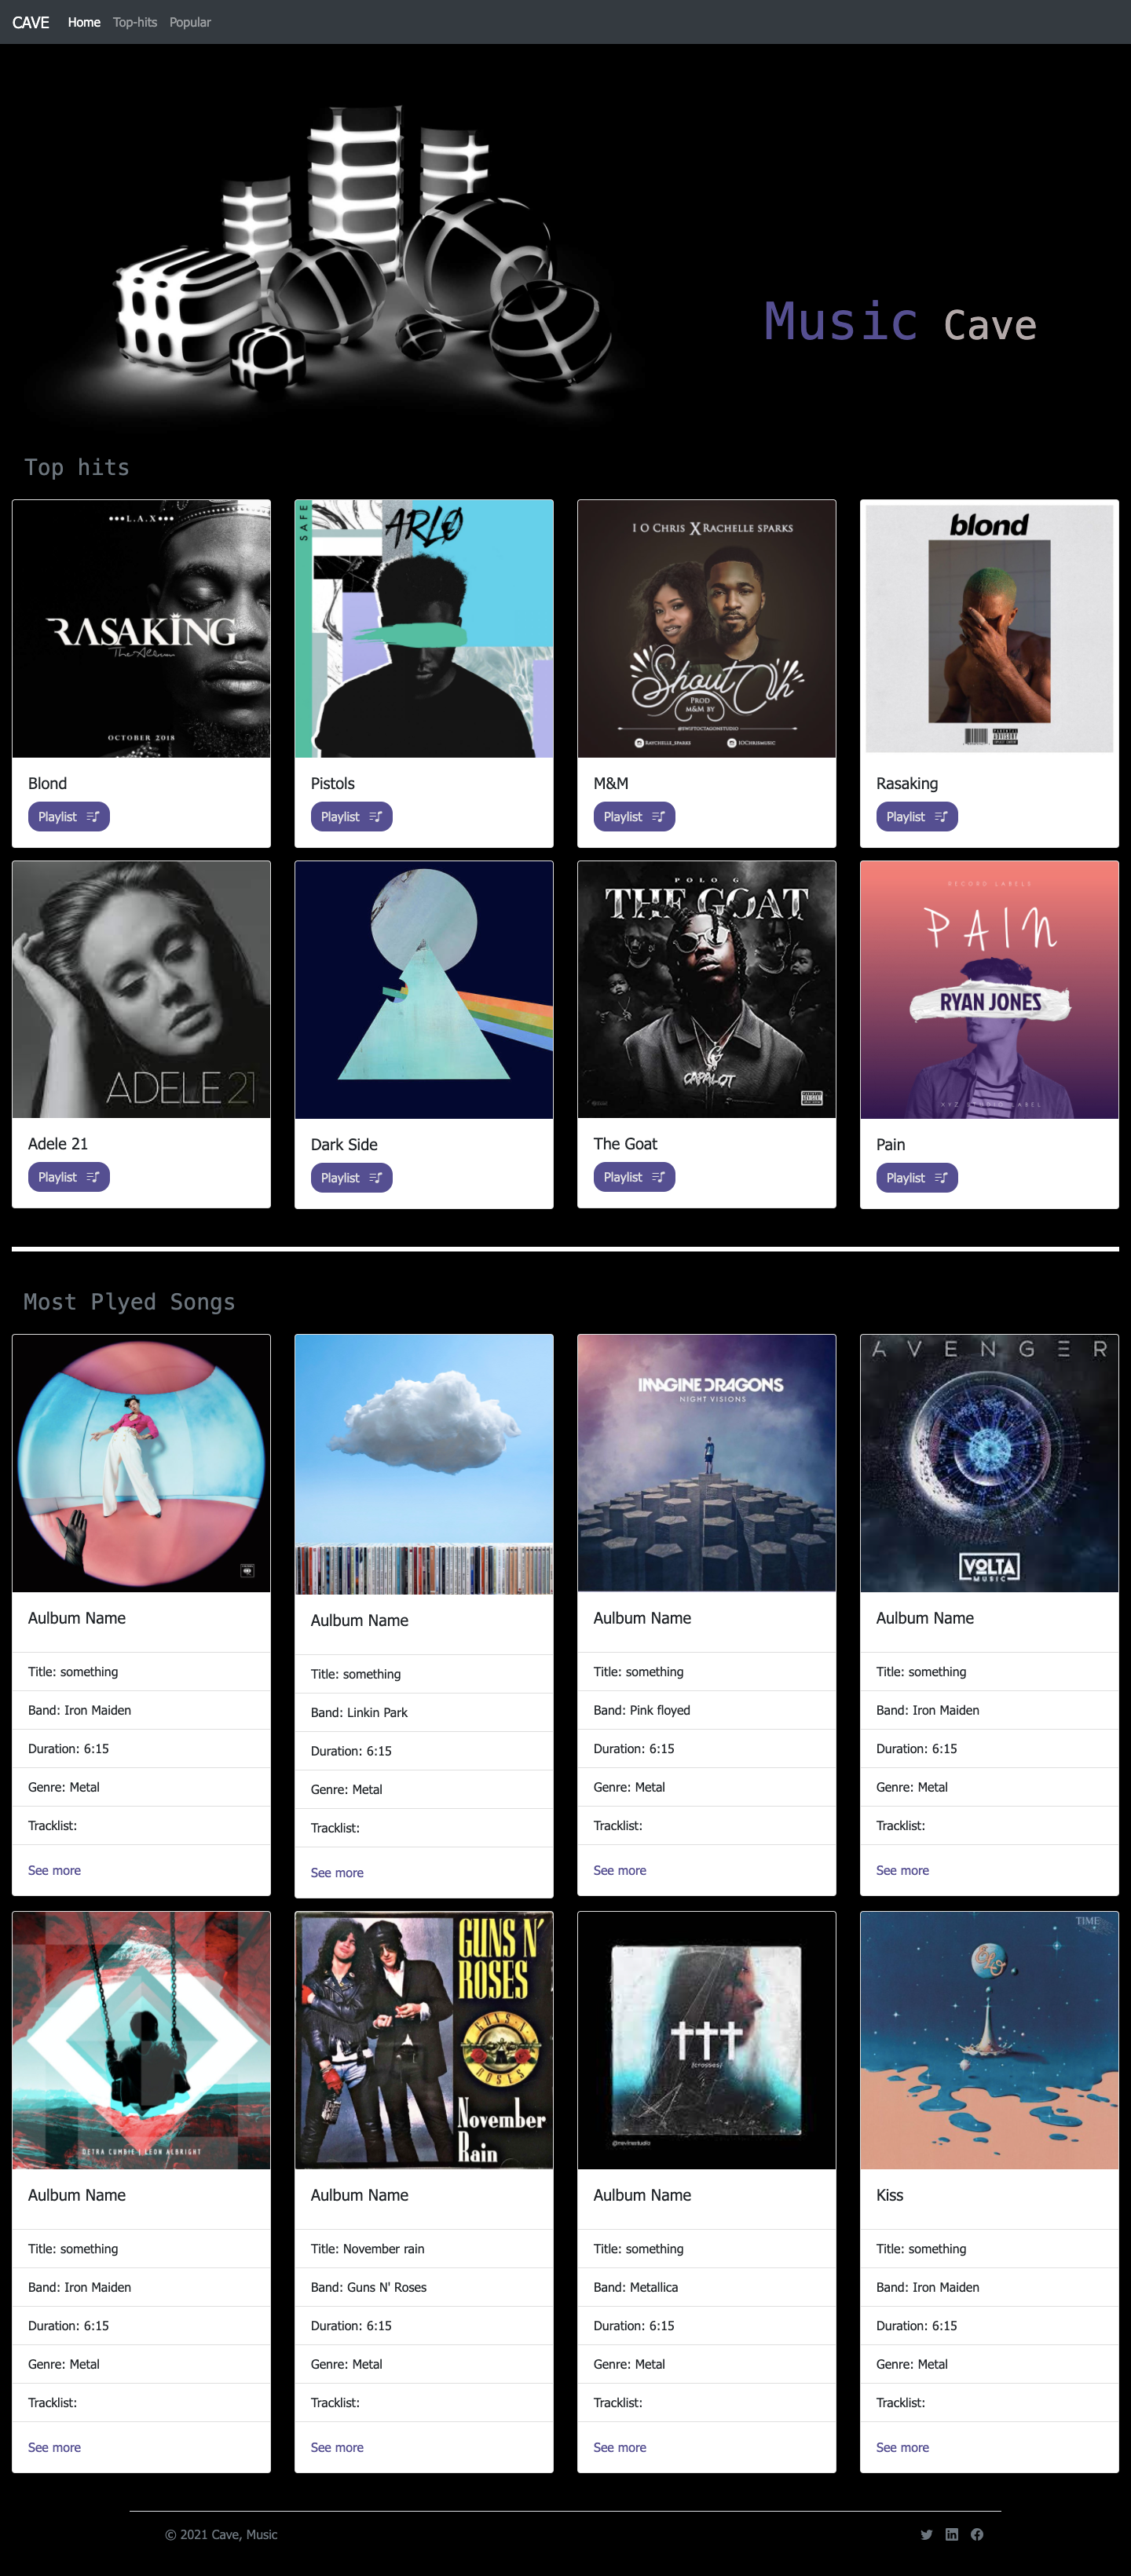 CAVE Home Top-hits Popular
Music Cave
Top hits
•••L.A.X•••
RASAKING
The Album
OCTOBER 2018
Blond
Playlist
SAFE
ARLO
Pistols
Playlist
I O CHRIS X RACHELLE SPARKS
Shout Oh
PROD
M&M BY
@SWIFTOCTAGONSTUDIO
RAYCHELLE_SPARKS IOCHRISMUSIC
M&M
Playlist
blond
Rasaking
Playlist
ADELE 21
Adele 21
Playlist
Dark Side
Playlist
POLO G
THE GOAT
CAPALOT
The Goat
Playlist
RECORD LABELS
PAIN
RYAN JONES
Pain
Playlist
Most Plyed Songs
Aulbum Name
Title: something
Band: Iron Maiden
Duration: 6:15
Genre: Metal
Tracklist:
See more
Aulbum Name
Title: something
Band: Linkin Park
Duration: 6:15
Genre: Metal
Tracklist:
See more
IMAGINE DRAGONS
NIGHT VISIONS
Aulbum Name
Title: something
Band: Pink floyed
Duration: 6:15
Genre: Metal
Tracklist:
See more
AVENGER
VOLTA
MUSIC
Aulbum Name
Title: something
Band: Iron Maiden
Duration: 6:15
Genre: Metal
Tracklist:
See more
DETRA CUMBIE | LEON ALBRIGHT
Aulbum Name
Title: something
Band: Iron Maiden
Duration: 6:15
Genre: Metal
Tracklist:
See more
GUNS N'
ROSES
GUNS N
ROSES
November
Rain
Aulbum Name
Title: November rain
Band: Guns N' Roses
Duration: 6:15
Genre: Metal
Tracklist:
See more
†††
(crosses)
@nevinestudio
Aulbum Name
Title: something
Band: Metallica
Duration: 6:15
Genre: Metal
Tracklist:
See more
TIME
Kiss
Title: something
Band: Iron Maiden
Duration: 6:15
Genre: Metal
Tracklist:
See more
© 2021 Cave, Music